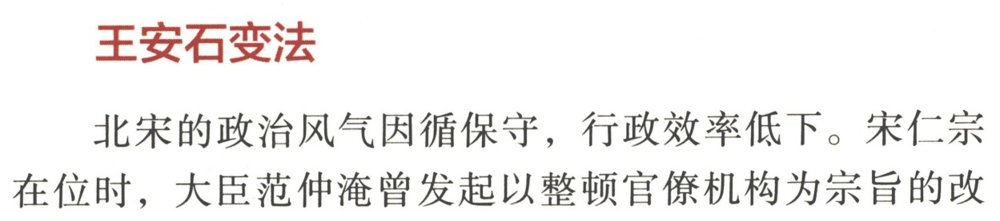 王安石变法
北宋的政治风气因循保守，行政效率低下。宋仁宗
在位时，大臣范仲淹曾发起以整顿官僚机构为宗旨的改